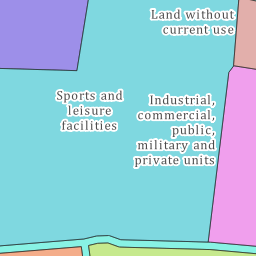 Land without
current use
Sports and
leisure
facilities
Industrial,
commercial,
public,
military and
private units